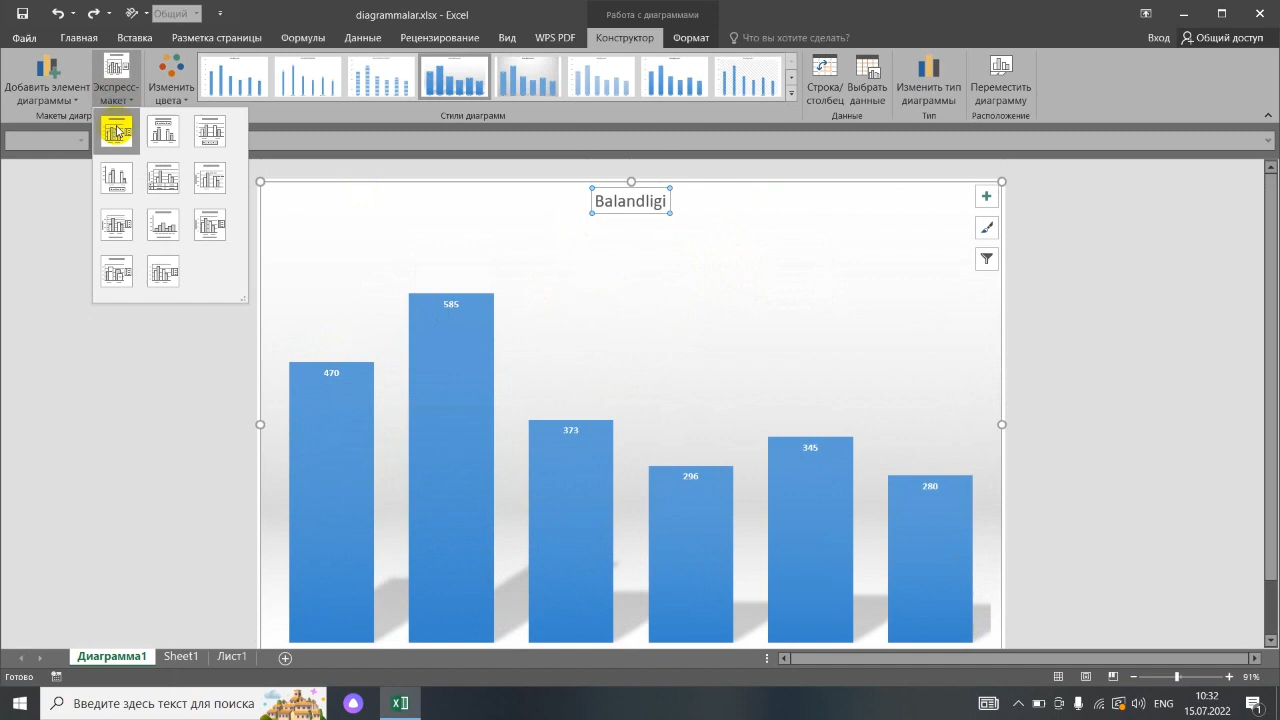 Общий
diagrammalar.xlsx - Excel
Работа с диаграммами
Файл
Главная
Вставка
Разметка страницы
Формулы
Данные
Рецензирование
Вид
WPS PDF
Конструктор
Формат
Что вы хотите сделать?
Вход
Общий доступ
Добавить элемент диаграммы
Экспресс-макет
Изменить цвета
Строка/столбец
Выбрать данные
Изменить тип диаграммы
Переместить диаграмму
Макеты диагр
Стили диаграмм
Данные
Тип
Расположение
Balandligi
585
470
373
345
296
280
Диаграмма1
Sheet1
Лист1
Готово
91%
Введите здесь текст для поиска
ENG
10:32
15.07.2022
1